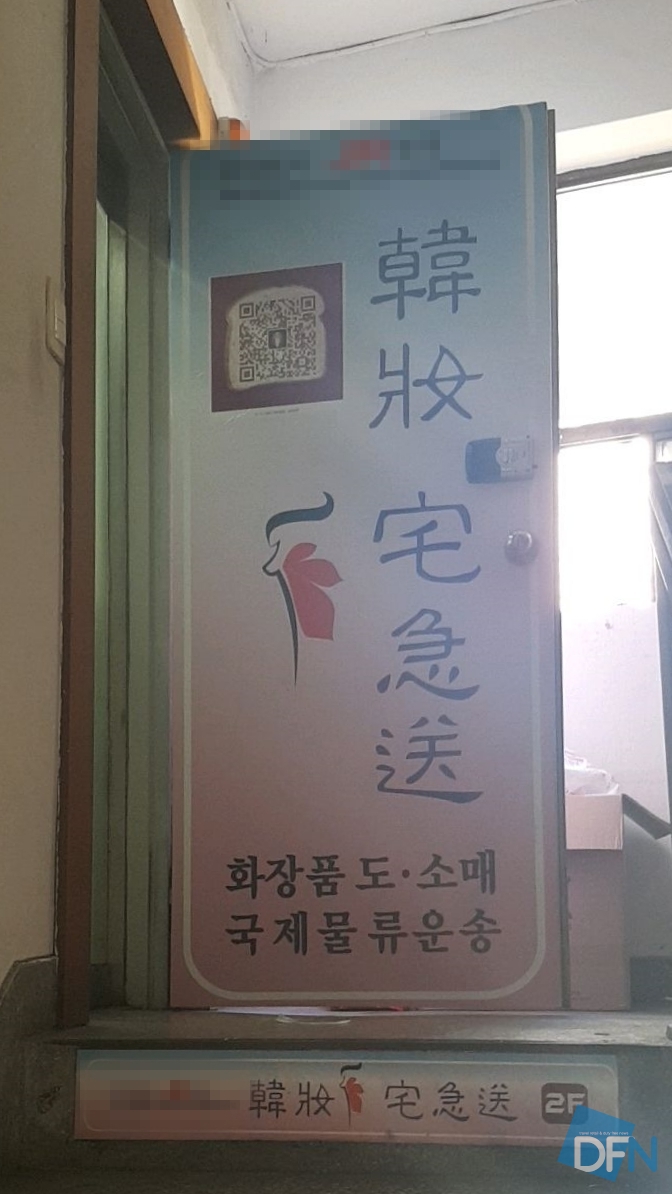 韓妝宅急送
화장품 도·소매
국제물류운송
韓妝 宅急送 2F
DFN